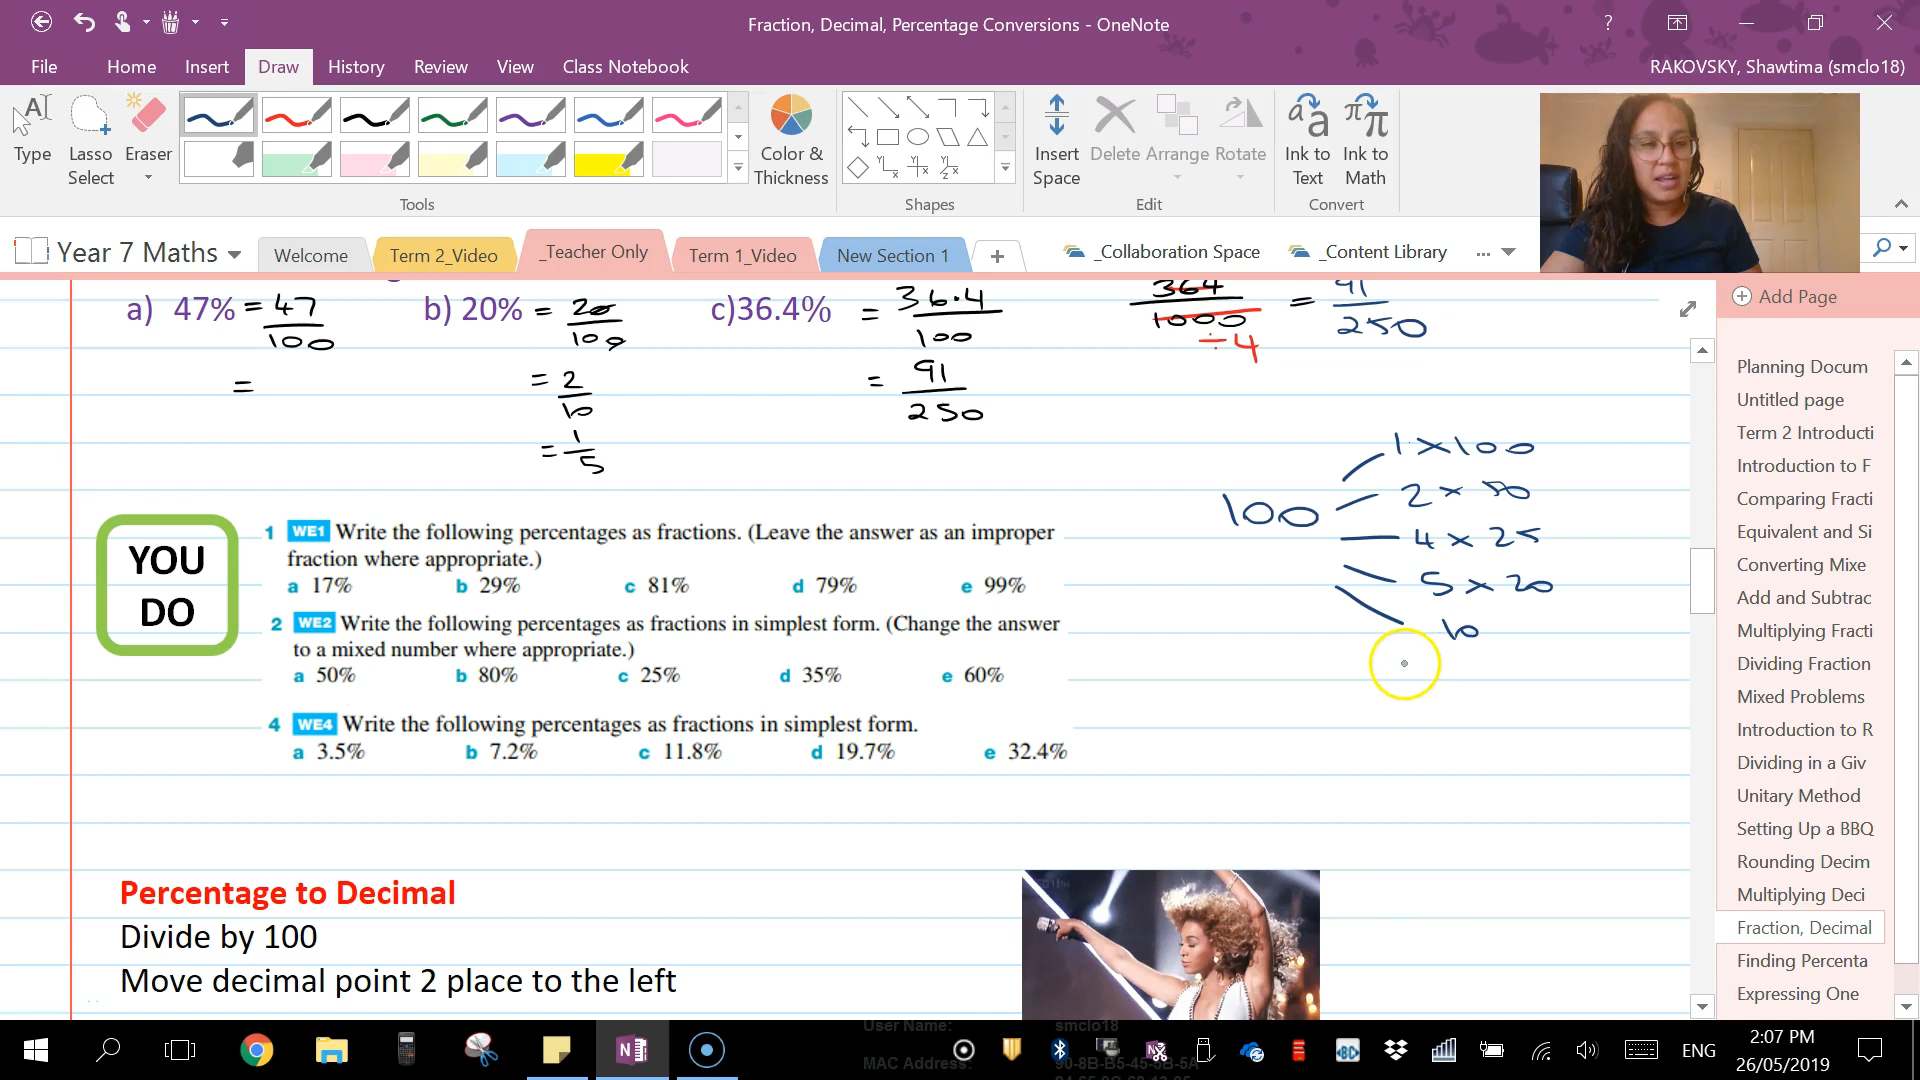 Fraction, Decimal, Percentage Conversions - OneNote
?
File Home Insert Draw History Review View Class Notebook
RAKOVSKY, Shawtima (smclo18)
Type
Lasso Select
Eraser
Color & Thickness
Insert Space
Delete
Arrange
Rotate
Ink to Text
Ink to Math
Tools
Shapes
Edit
Convert
Year 7 Maths
Welcome
Term 2_Video
_Teacher Only
Term 1_Video
New Section 1
+
_Collaboration Space
_Content Library
...
Add Page
a) 47% = 47/100
=
b) 20% = 20/100
= 2/10
= 1/5
c)36.4% = 36.4/100
= 91/250
364/1000 = 91/250
÷4
100
1 × 100
2 × 50
4 × 25
5 × 20
10
YOU
DO
1 WE1 Write the following percentages as fractions. (Leave the answer as an improper
fraction where appropriate.)
a 17% b 29% c 81% d 79% e 99%
2 WE2 Write the following percentages as fractions in simplest form. (Change the answer
to a mixed number where appropriate.)
a 50% b 80% c 25% d 35% e 60%
4 WE4 Write the following percentages as fractions in simplest form.
a 3.5% b 7.2% c 11.8% d 19.7% e 32.4%
Percentage to Decimal
Divide by 100
Move decimal point 2 place to the left
Planning Docum
Untitled page
Term 2 Introducti
Introduction to F
Comparing Fracti
Equivalent and Si
Converting Mixe
Add and Subtrac
Multiplying Fracti
Dividing Fraction
Mixed Problems
Introduction to R
Dividing in a Giv
Unitary Method
Setting Up a BBQ
Rounding Decim
Multiplying Deci
Fraction, Decimal
Finding Percenta
Expressing One
User Name: smclo18
MAC Address:
ENG
2:07 PM
26/05/2019